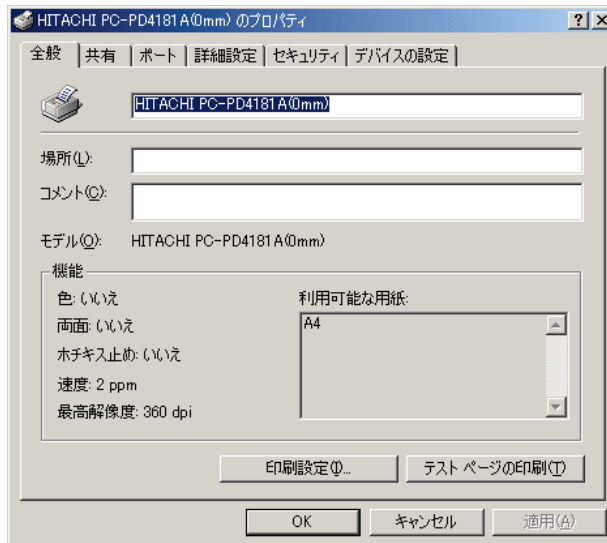 HITACHI PC-PD4181A(0mm) のプロパティ
全般 共有 ポート 詳細設定 セキュリティ デバイスの設定
HITACHI PC-PD4181A(0mm)
場所(L):
コメント(C):
モデル(O): HITACHI PC-PD4181A(0mm)
機能
色: いいえ 利用可能な用紙:
両面: いいえ A4
ホチキス止め: いいえ
速度: 2 ppm
最高解像度: 360 dpi
印刷設定(I)... テスト ページの印刷(T)
OK キャンセル 適用(A)